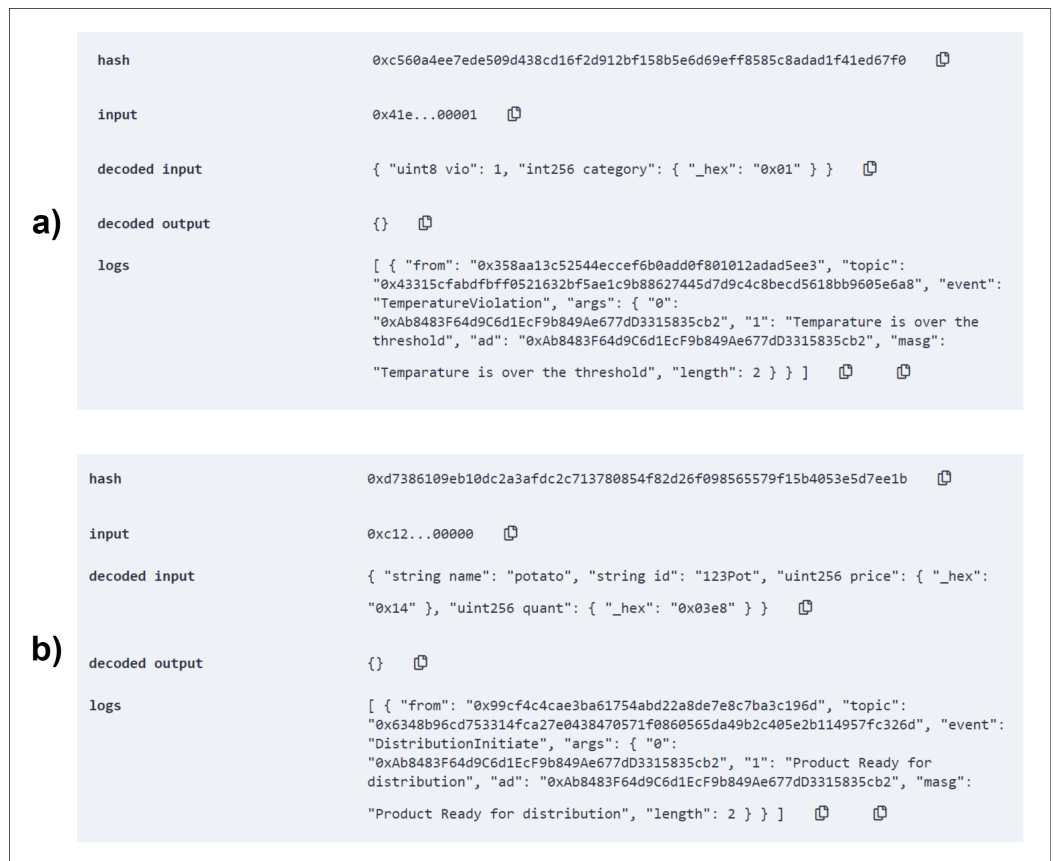 hash 0xc560a4ee7ede509d438cd16f2d912bf158b5e6d69eff8585c8adad1f41ed67f0
input 0x41e...00001
decoded input { "uint8 vio": 1, "int256 category": { "_hex": "0x01" } }
a)
decoded output {}
logs [ { "from": "0x358aa13c52544eccef6b0add0f801012adad5ee3", "topic":
"0x43315cfabdfbff0521632bf5ae1c9b88627445d7d9c4c8becd5618bb9605e6a8", "event":
"TemperatureViolation", "args": { "0":
"0xAb8483F64d9C6d1EcF9b849Ae677dD3315835cb2", "1": "Temparature is over the
threshold", "ad": "0xAb8483F64d9C6d1EcF9b849Ae677dD3315835cb2", "masg":
"Temparature is over the threshold", "length": 2 } } ]
hash 0xd7386109eb10dc2a3afdc2c713780854f82d26f098565579f15b4053e5d7ee1b
input 0xc12...00000
decoded input { "string name": "potato", "string id": "123Pot", "uint256 price": { "_hex":
"0x14" }, "uint256 quant": { "_hex": "0x03e8" } }
b)
decoded output {}
logs [ { "from": "0x99cf4c4cae3ba61754abd22a8de7e8c7ba3c196d", "topic":
"0x6348b96cd753314fca27e0438470571f0860565da49b2c405e2b114957fc326d", "event":
"DistributionInitiate", "args": { "0":
"0xAb8483F64d9C6d1EcF9b849Ae677dD3315835cb2", "1": "Product Ready for
distribution", "ad": "0xAb8483F64d9C6d1EcF9b849Ae677dD3315835cb2", "masg":
"Product Ready for distribution", "length": 2 } } ]